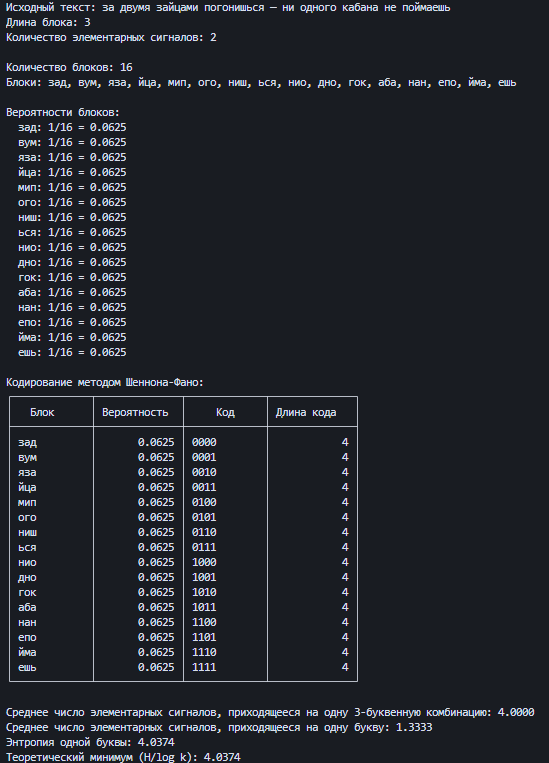 Исходный текст: за двумя зайцами погонишься — ни одного кабана не поймаешь
Длина блока: 3
Количество элементарных сигналов: 2
Количество блоков: 16
Блоки: зад, вум, яза, йца, мип, ого, ниш, ься, нио, дно, гок, аба, нан, епо, йма, ешь
Вероятности блоков:
зад: 1/16 = 0.0625
вум: 1/16 = 0.0625
яза: 1/16 = 0.0625
йца: 1/16 = 0.0625
мип: 1/16 = 0.0625
ого: 1/16 = 0.0625
ниш: 1/16 = 0.0625
ься: 1/16 = 0.0625
нио: 1/16 = 0.0625
дно: 1/16 = 0.0625
гок: 1/16 = 0.0625
аба: 1/16 = 0.0625
нан: 1/16 = 0.0625
епо: 1/16 = 0.0625
йма: 1/16 = 0.0625
ешь: 1/16 = 0.0625
Кодирование методом Шеннона-Фано:
Блок Вероятность Код Длина кода
зад 0.0625 0000 4
вум 0.0625 0001 4
яза 0.0625 0010 4
йца 0.0625 0011 4
мип 0.0625 0100 4
ого 0.0625 0101 4
ниш 0.0625 0110 4
ься 0.0625 0111 4
нио 0.0625 1000 4
дно 0.0625 1001 4
гок 0.0625 1010 4
аба 0.0625 1011 4
нан 0.0625 1100 4
епо 0.0625 1101 4
йма 0.0625 1110 4
ешь 0.0625 1111 4
Среднее число элементарных сигналов, приходящееся на одну 3-буквенную комбинацию: 4.0000
Среднее число элементарных сигналов, приходящееся на одну букву: 1.3333
Энтропия одной буквы: 4.0374
Теоретический минимум (H/log k): 4.0374